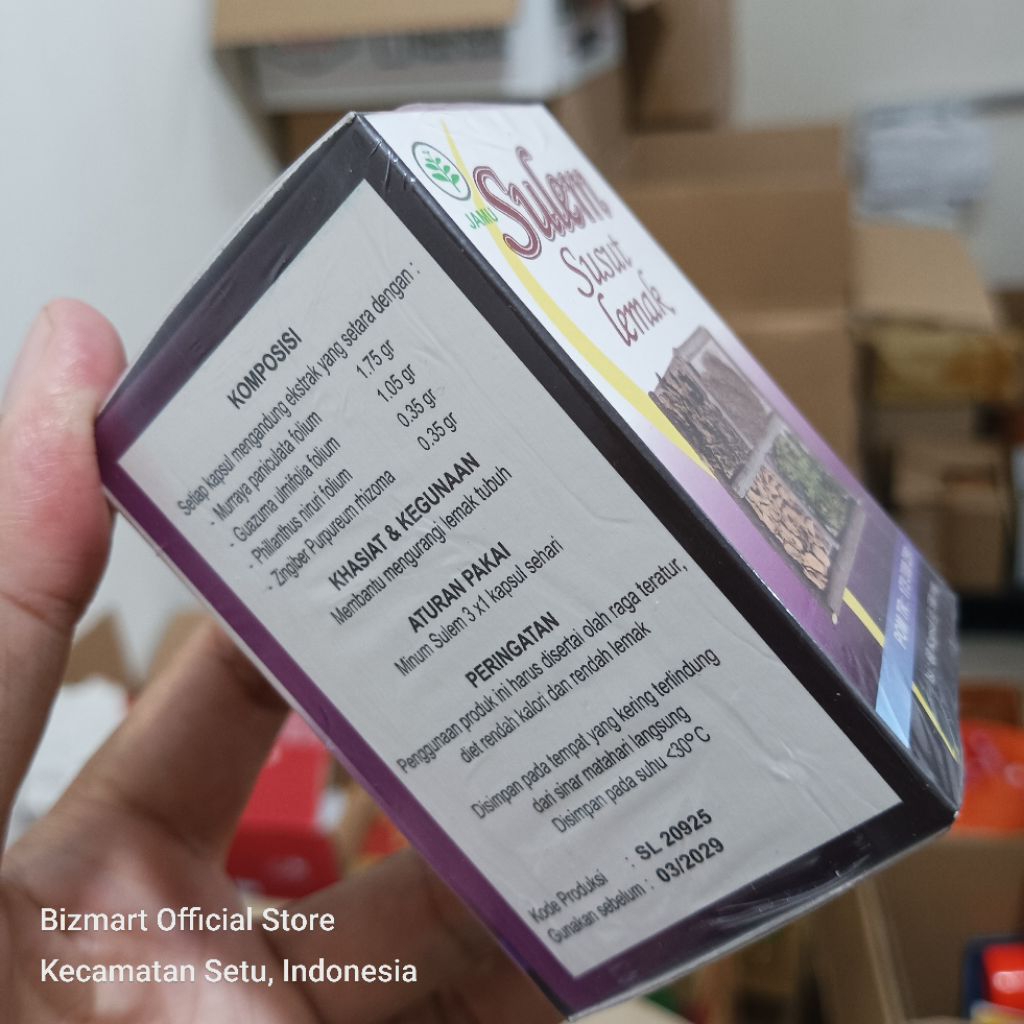 JAMU
Sulem
Susut
Lemak
KOMPOSISI
Setiap kapsul mengandung ekstrak yang setara dengan :
- Murraya paniculata folium 1.75 gr
- Guazuma ulmifolia folium 1.05 gr
- Phillanthus niruri folium 0.35 gr
- Zingiber Purpureum rhizoma 0.35 gr
KHASIAT & KEGUNAAN
Membantu mengurangi lemak tubuh
ATURAN PAKAI
Minum Sulem 3 x1 kapsul sehari
PERINGATAN
Penggunaan produk ini harus disertai olah raga teratur,
diet rendah kalori dan rendah lemak
Disimpan pada tempat yang kering terlindung
dari sinar matahari langsung
Disimpan pada suhu <30°C
Kode Produksi : SL 20925
Gunakan sebelum : 03/2029
POM TR.
Bizmart Official Store
Kecamatan Setu, Indonesia